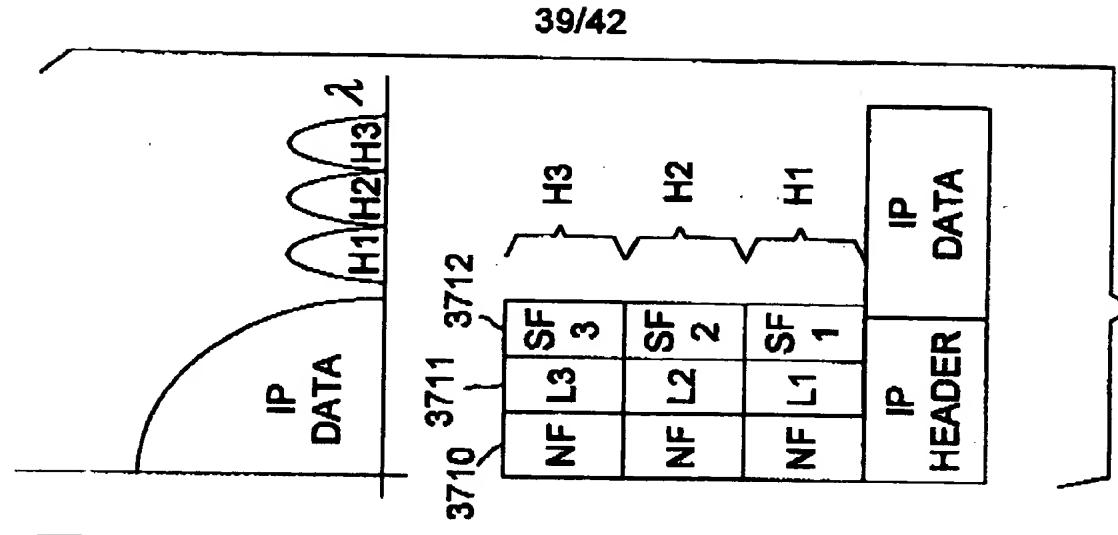 39/42
IP
DATA
H1 H2 H3 λ
3710 3711 3712
NF L3 SF 3 H3
NF L2 SF 2 H2
NF L1 SF 1 H1
IP HEADER IP DATA